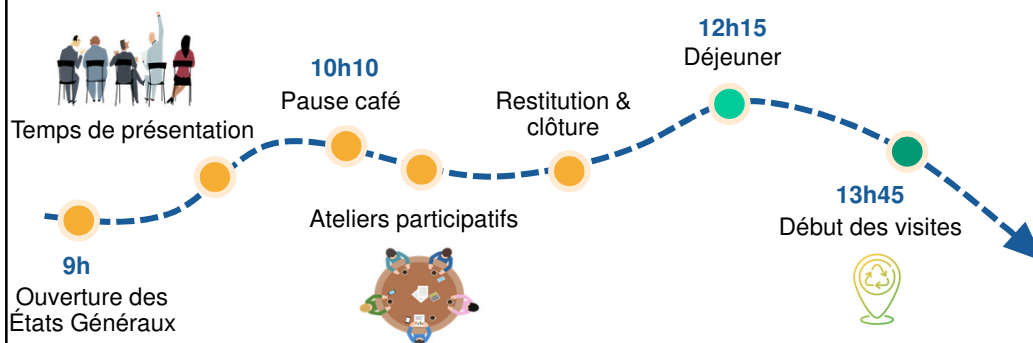 9h
Ouverture des
États Généraux
Temps de présentation
10h10
Pause café
Ateliers participatifs
Restitution &
clôture
12h15
Déjeuner
13h45
Début des visites